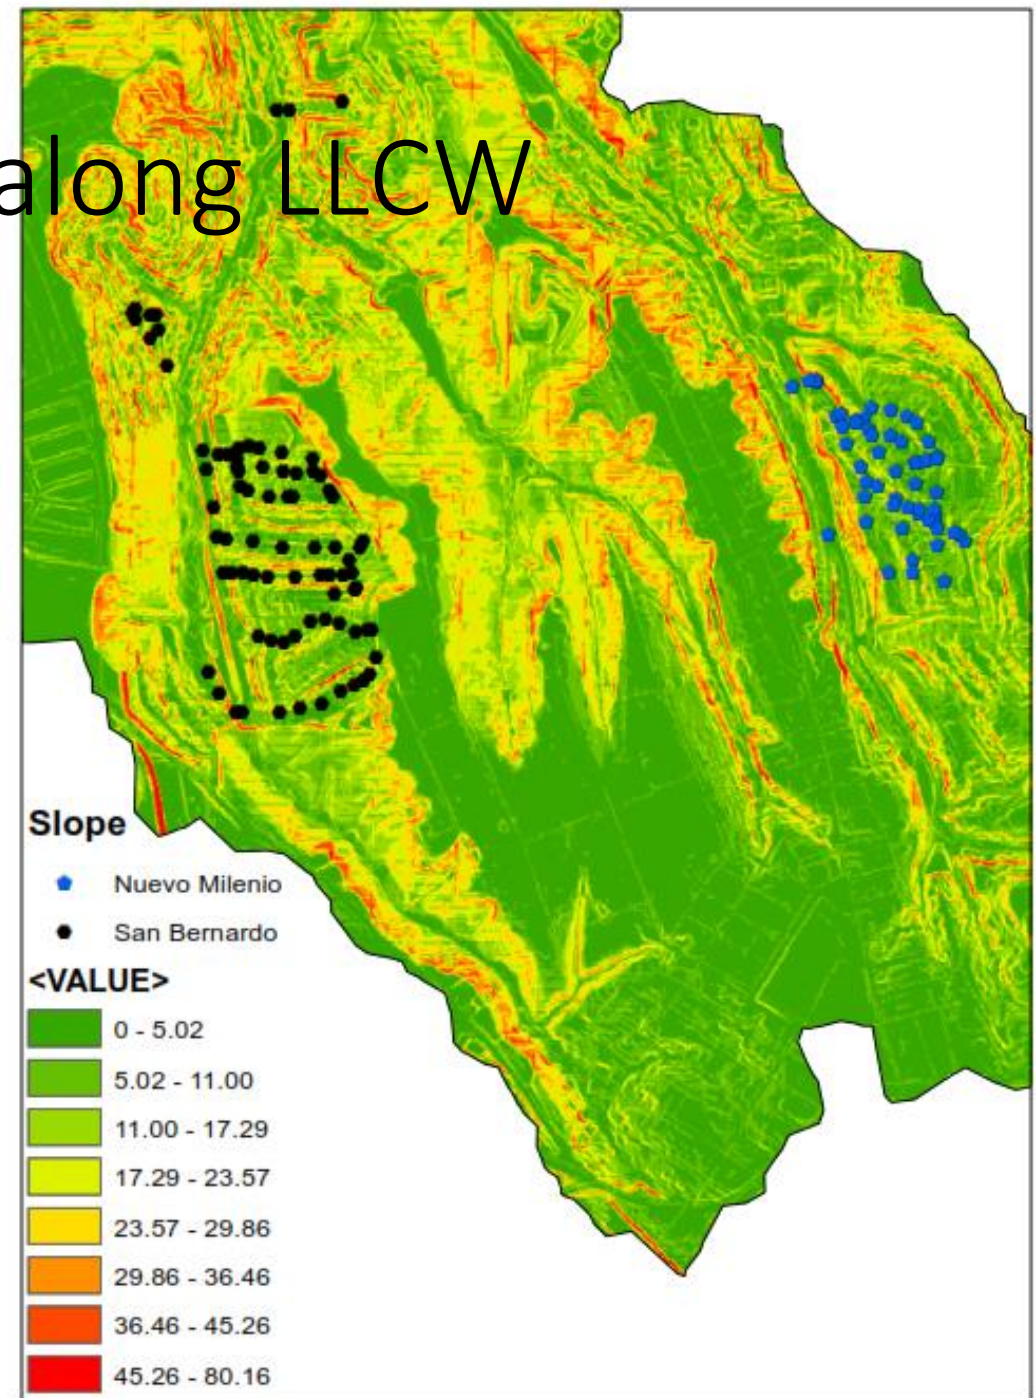 along LLCW
Slope
Nuevo Milenio
San Bernardo
<VALUE>
0 - 5.02
5.02 - 11.00
11.00 - 17.29
17.29 - 23.57
23.57 - 29.86
29.86 - 36.46
36.46 - 45.26
45.26 - 80.16